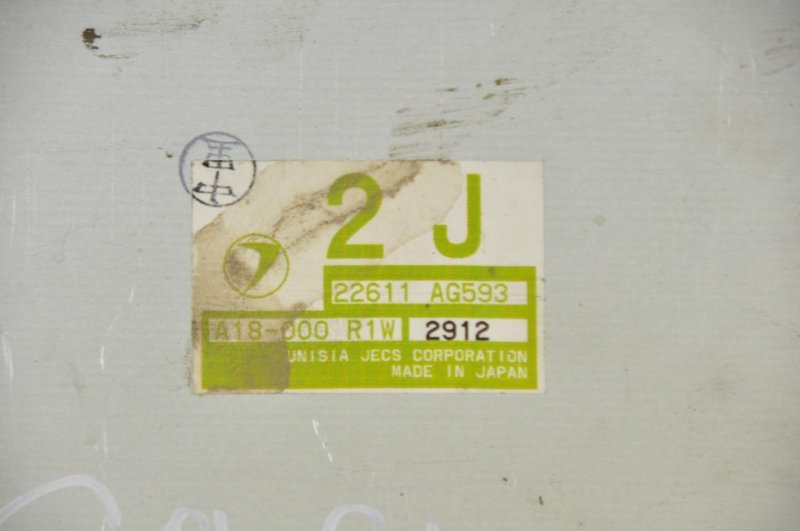 2 J
22611 AG593
A18-000 R1W 2912
UNISIA JECS CORPORATION
MADE IN JAPAN